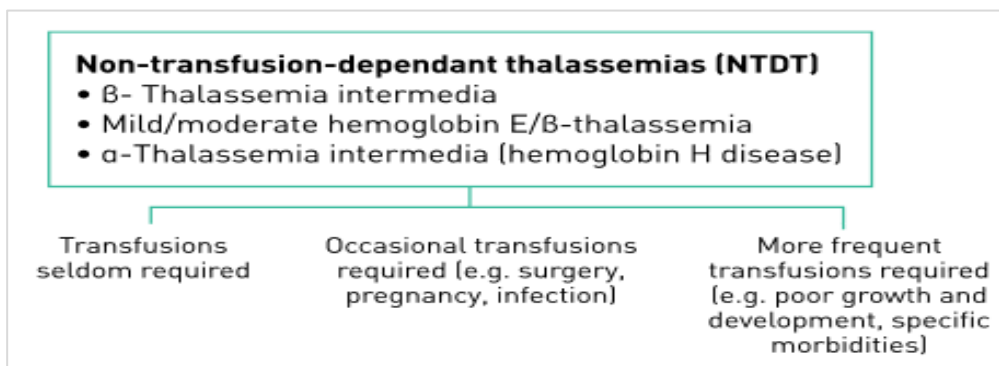 Non-transfusion-dependant thalassemias (NTDT)
• β- Thalassemia intermedia
• Mild/moderate hemoglobin E/β-thalassemia
• α-Thalassemia intermedia (hemoglobin H disease)
Transfusions
seldom required
Occasional transfusions
required (e.g. surgery,
pregnancy, infection)
More frequent
transfusions required
(e.g. poor growth and
development, specific
morbidities)